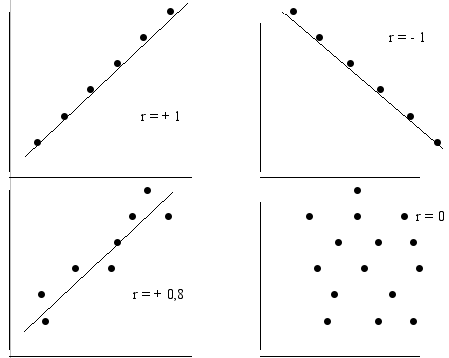 r = + 1
r = - 1
r = + 0,8
r = 0